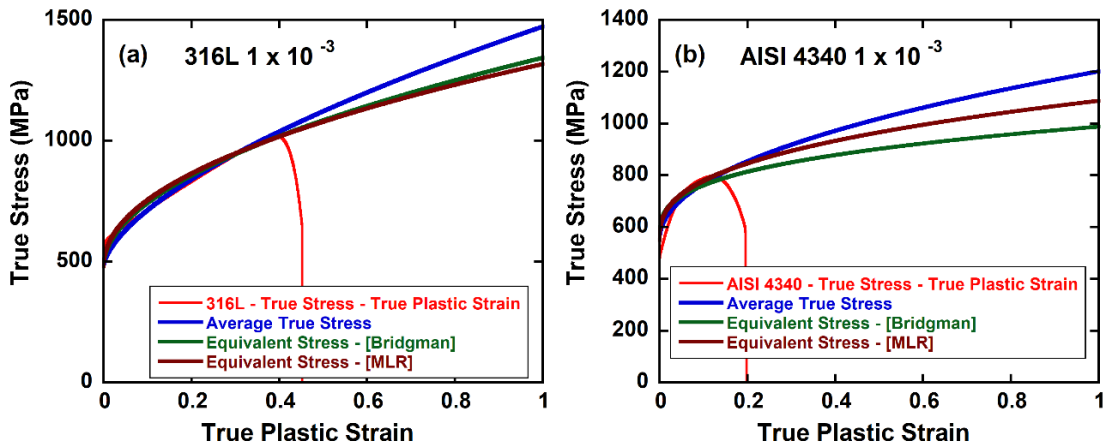 (a) 316L 1 x 10 -3
True Stress (MPa)
1500
1000
500
0
316L - True Stress - True Plastic Strain
Average True Stress
Equivalent Stress - [Bridgman]
Equivalent Stress - [MLR]
0 0.2 0.4 0.6 0.8 1
True Plastic Strain
(b) AISI 4340 1 x 10 -3
True Stress (MPa)
1400
1200
1000
800
600
400
200
0
AISI 4340 - True Stress - True Plastic Strain
Average True Stress
Equivalent Stress - [Bridgman]
Equivalent Stress - [MLR]
0 0.2 0.4 0.6 0.8 1
True Plastic Strain